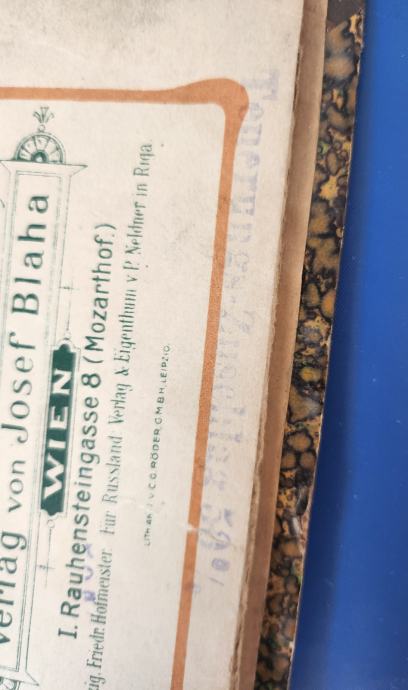 Verlag von Josef Blaha
WIEN
I. Rauhensteingasse 8 (Mozarthof.)
ig. Friedr. Hofmeister. Für Russland Verlag & Eigenthum v. P. Neldner in Riga.
LITH. ANST. V. C.G. RÖDER, G.M.B.H. LEIPZIG.